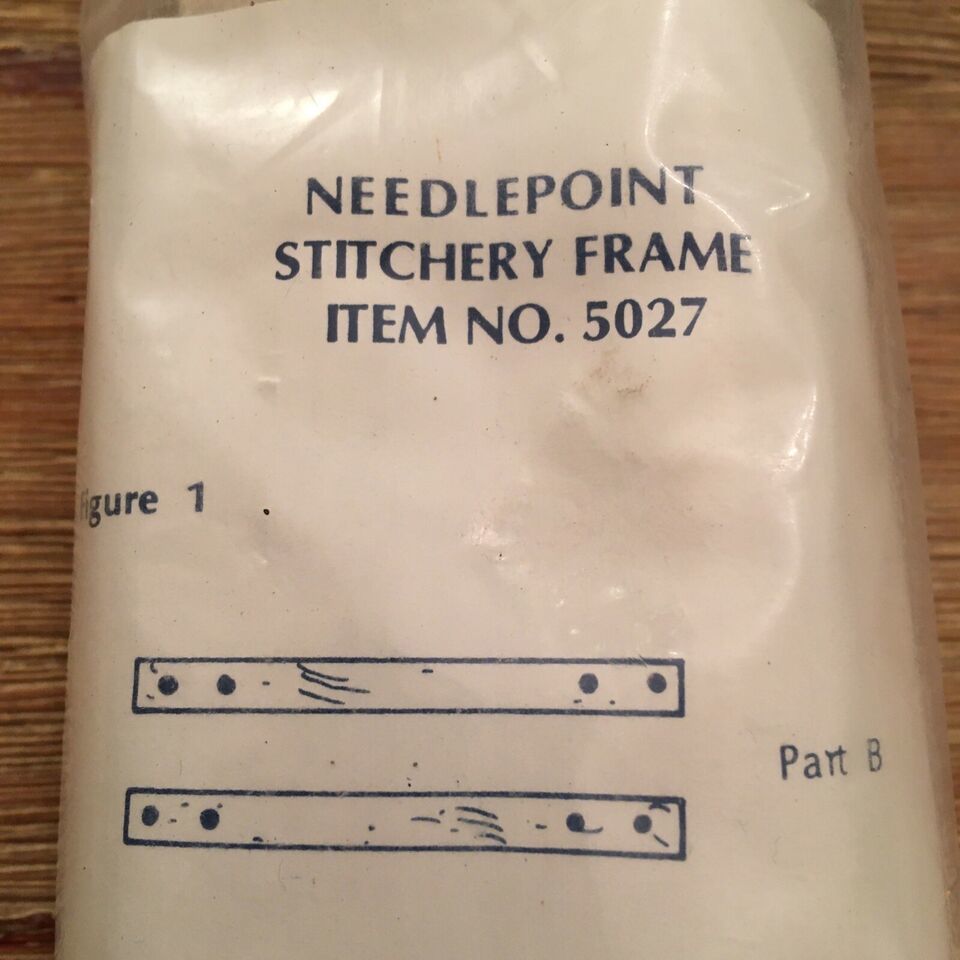 NEEDLEPOINT
STITCHERY FRAME
ITEM NO. 5027
Figure 1
Part B